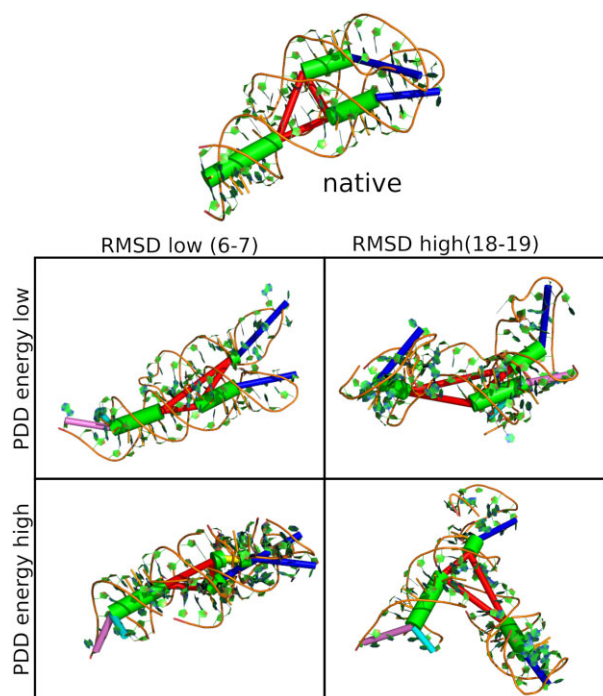 native
RMSD low (6-7)
RMSD high(18-19)
PDD energy low
PDD energy high